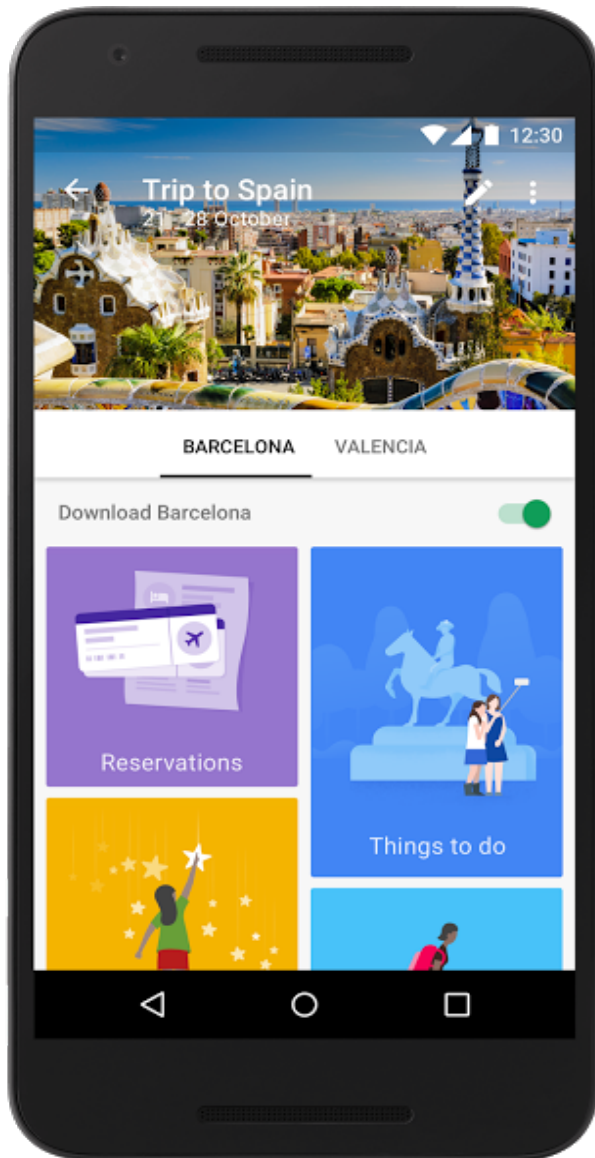 12:30
Trip to Spain
21 - 28 October
BARCELONA VALENCIA
Download Barcelona
Reservations
Things to do